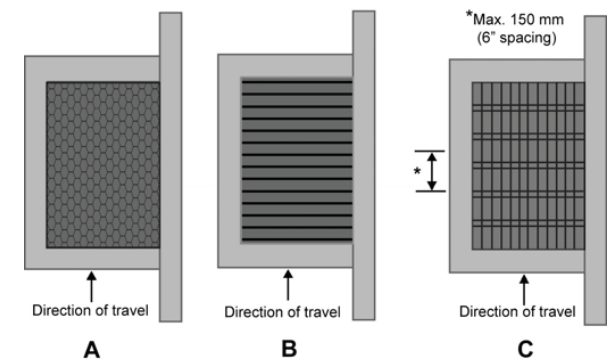 *Max. 150 mm
(6” spacing)
*
Direction of travel
Direction of travel
Direction of travel
A
B
C